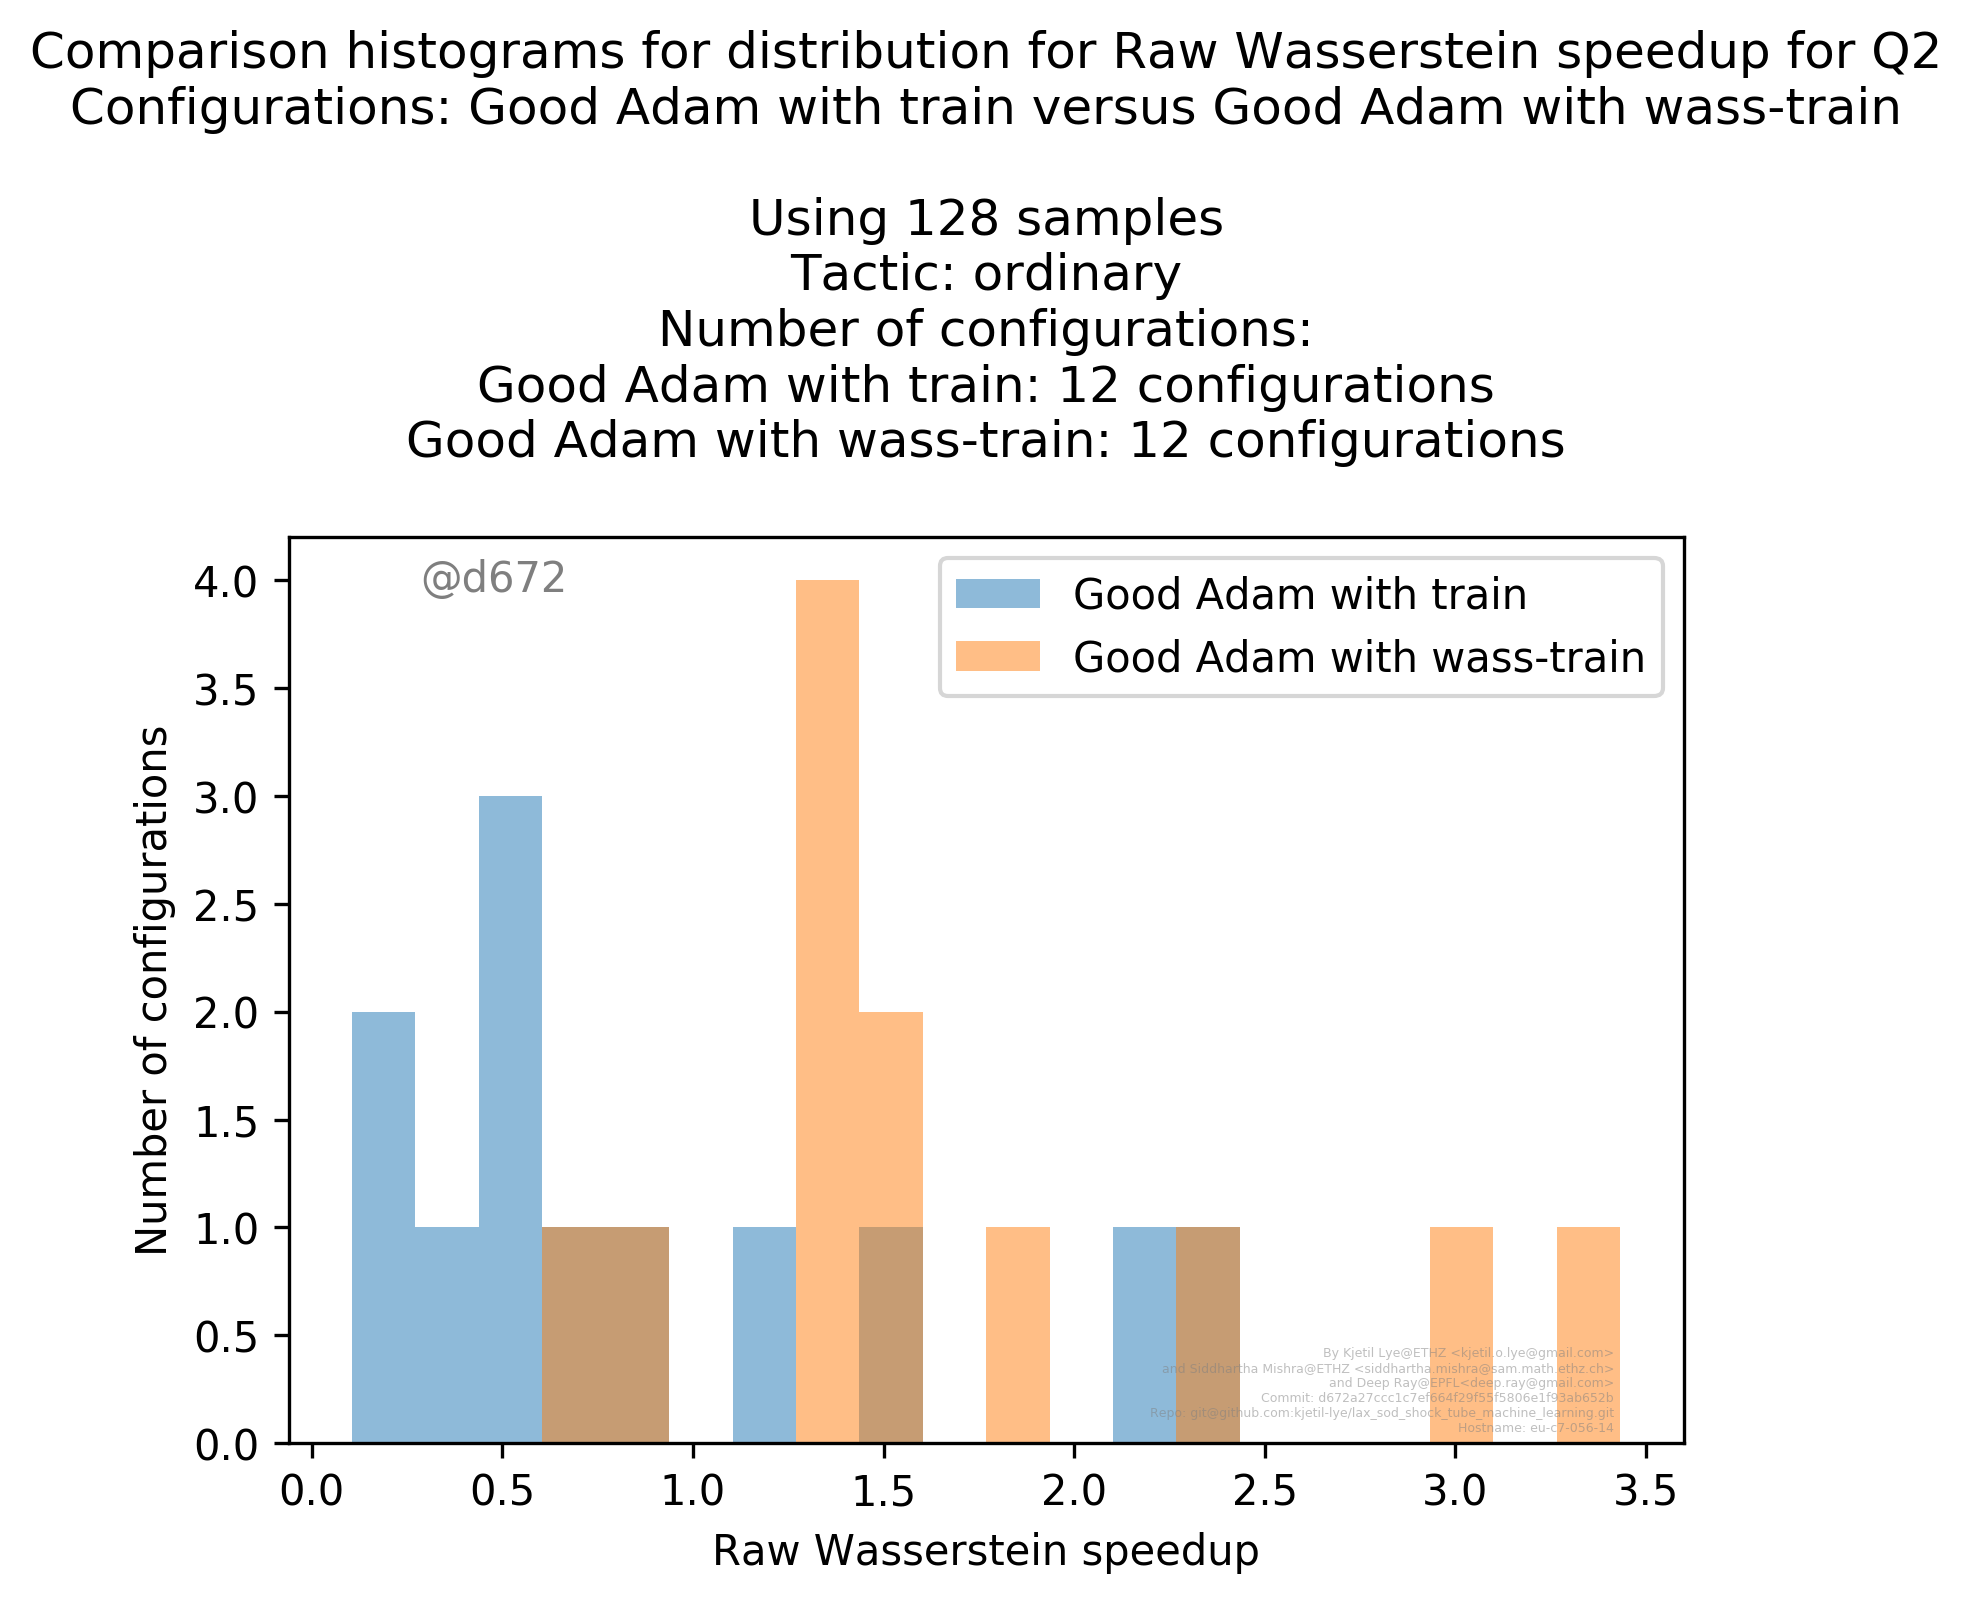 Comparison histograms for distribution for Raw Wasserstein speedup for Q2
Configurations: Good Adam with train versus Good Adam with wass-train
Using 128 samples
Tactic: ordinary
Number of configurations:
Good Adam with train: 12 configurations
Good Adam with wass-train: 12 configurations
@d672
Good Adam with train
Good Adam with wass-train
4.0
3.5
3.0
2.5
2.0
1.5
1.0
0.5
0.0
Number of configurations
By Kjetil Lye@ETHZ <kjetil.o.lye@gmail.com>
and Siddhartha Mishra@ETHZ <siddhartha.mishra@sam.math.ethz.ch>
and Deep Ray@EPFL<deep.ray@gmail.com>
Commit: d672a27ccc1c7ef664f29f55f5806e1f93ab652b
Repo: git@github.com:kjetil-lye/lax_sod_shock_tube_machine_learning.git
Hostname: eu-c7-056-14
0.0 0.5 1.0 1.5 2.0 2.5 3.0 3.5
Raw Wasserstein speedup